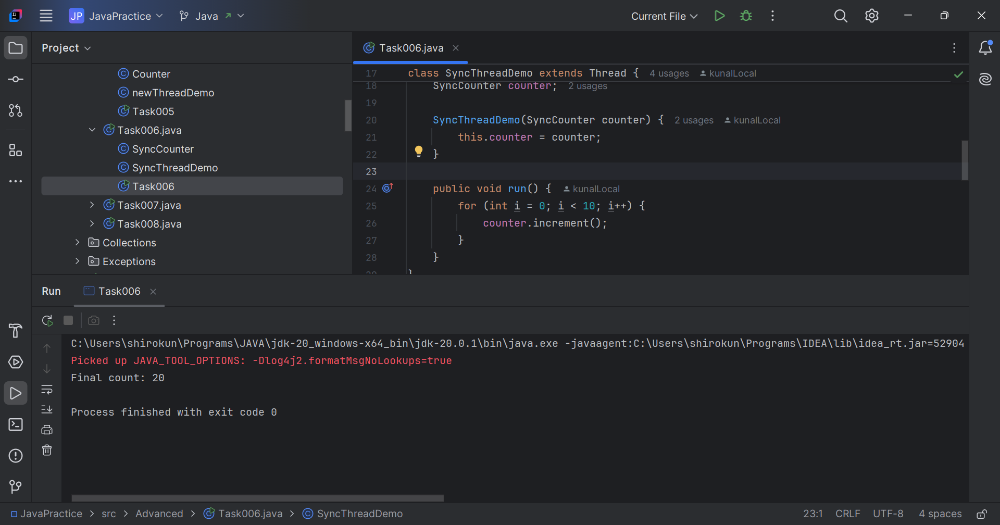 JP JavaPractice Java Current File
Project
Counter
newThreadDemo
Task005
Task006.java
SyncCounter
SyncThreadDemo
Task006
Task007.java
Task008.java
Collections
Exceptions
Task006.java
17 class SyncThreadDemo extends Thread { 4 usages kunalLocal
18 SyncCounter counter; 2 usages
19
20 SyncThreadDemo(SyncCounter counter) { 2 usages kunalLocal
21 this.counter = counter;
22 }
23
24 public void run() { kunalLocal
25 for (int i = 0; i < 10; i++) {
26 counter.increment();
27 }
28 }
29 }
Run Task006
C:\Users\shirokun\Programs\JAVA\jdk-20_windows-x64_bin\jdk-20.0.1\bin\java.exe -javaagent:C:\Users\shirokun\Programs\IDEA\lib\idea_rt.jar=52904
Picked up JAVA_TOOL_OPTIONS: -Dlog4j2.formatMsgNoLookups=true
Final count: 20
Process finished with exit code 0
JavaPractice > src > Advanced > Task006.java > SyncThreadDemo 23:1 CRLF UTF-8 4 spaces